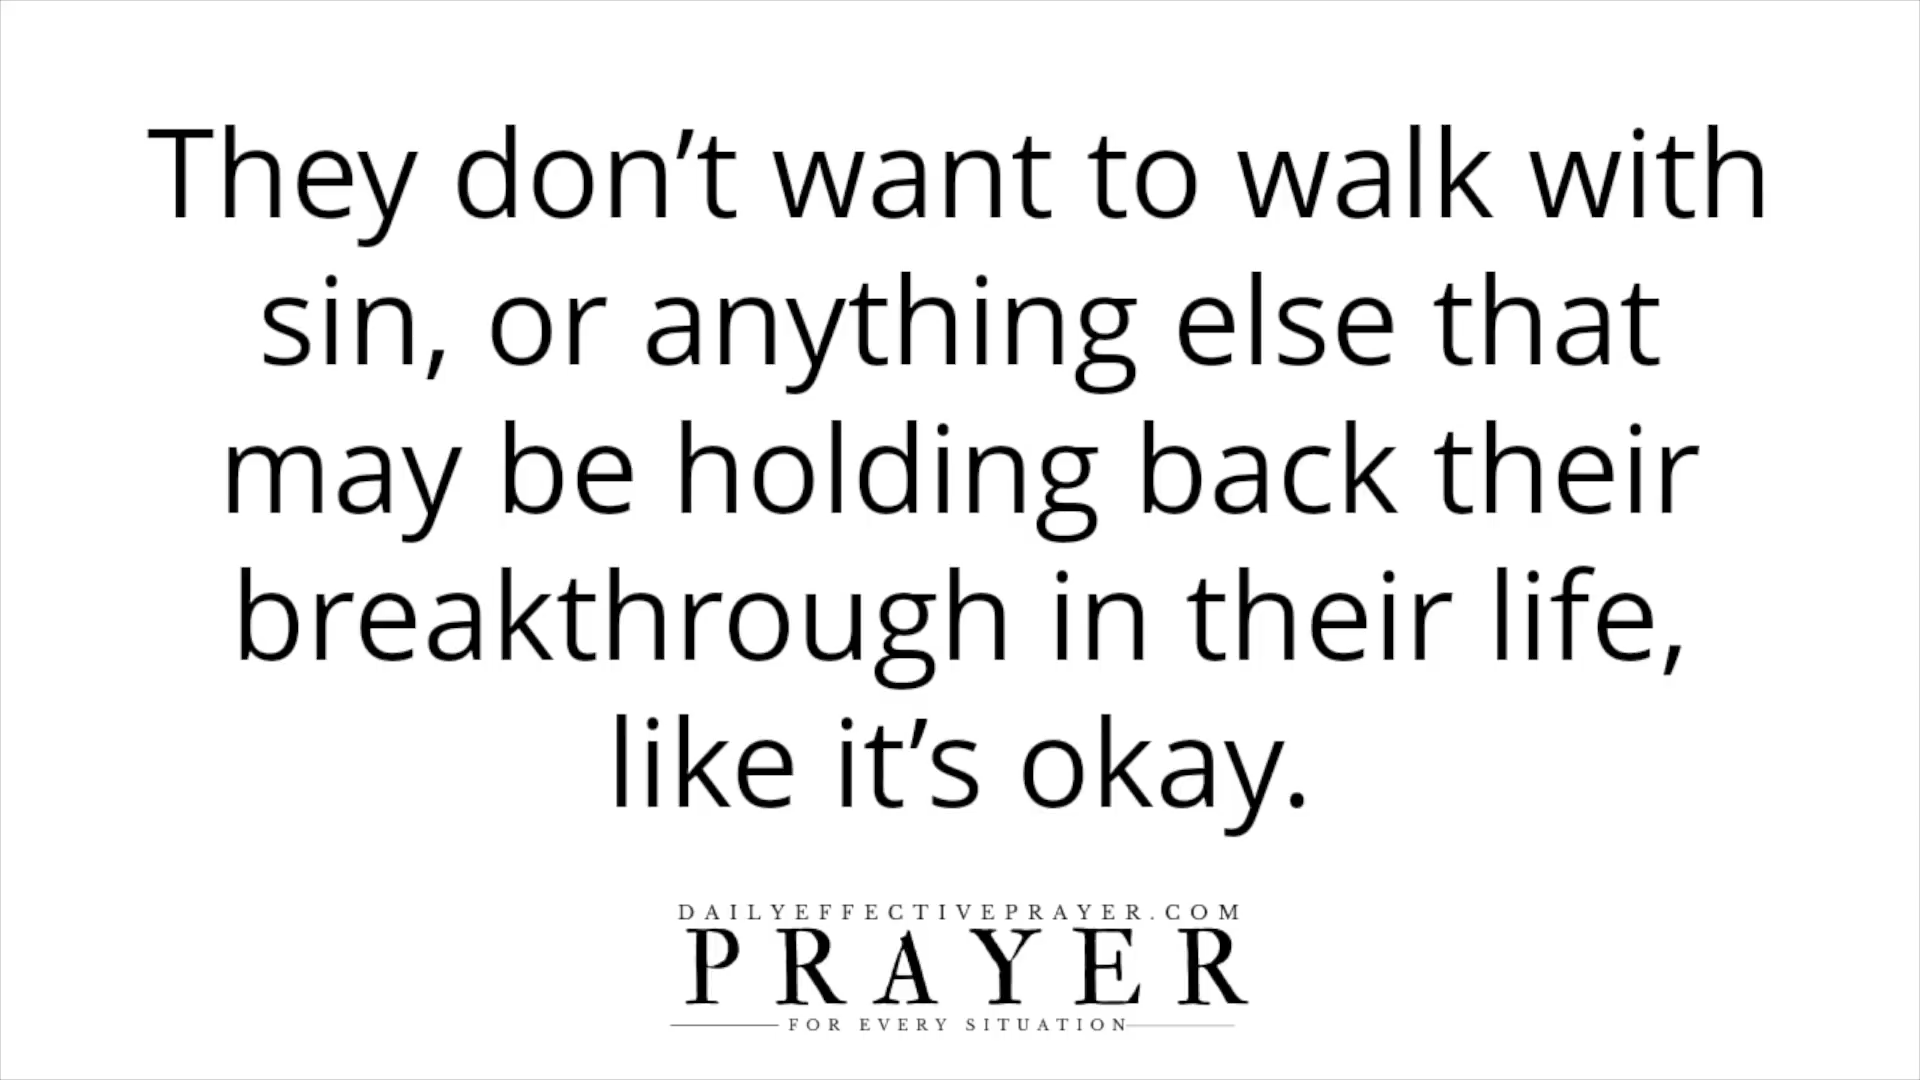 They don’t want to walk with
sin, or anything else that
may be holding back their
breakthrough in their life,
like it’s okay.
DAILYEFFECTIVEPRAYER.COM
PRAYER
FOR EVERY SITUATION